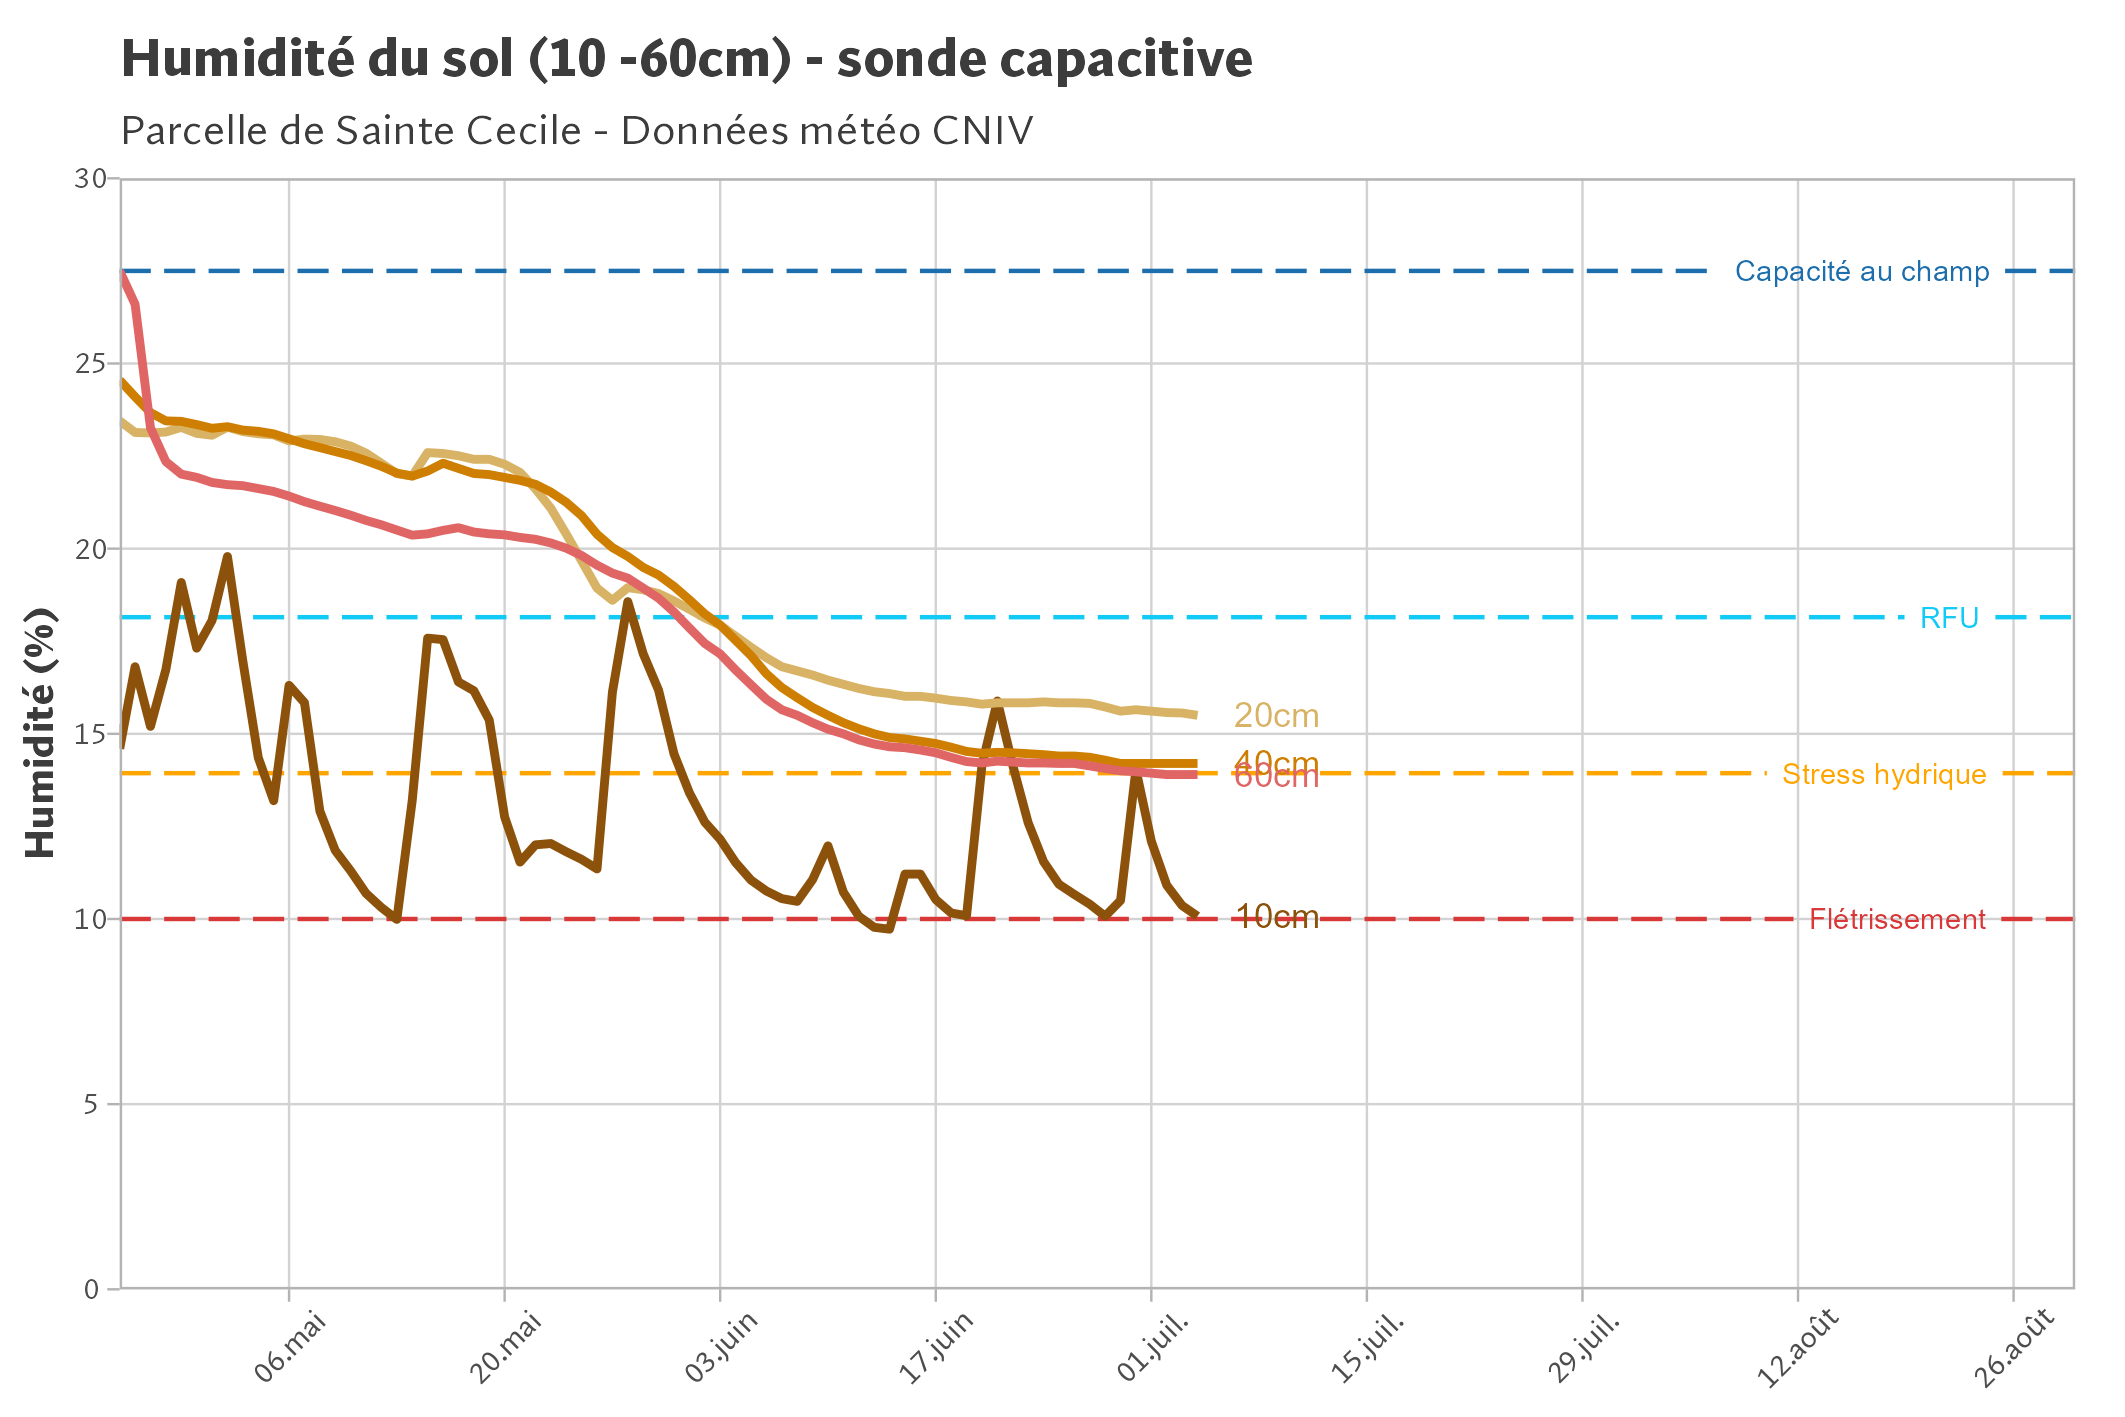 Humidité du sol (10 -60cm) - sonde capacitive
Parcelle de Sainte Cecile - Données météo CNIV
Humidité (%)
30
25
20
15
10
5
0
Capacité au champ
RFU
20cm
40cm
60cm
Stress hydrique
10cm
Flétrissement
06.mai
20.mai
03.juin
17.juin
01.juil.
15.juil.
29.juil.
12.août
26.août